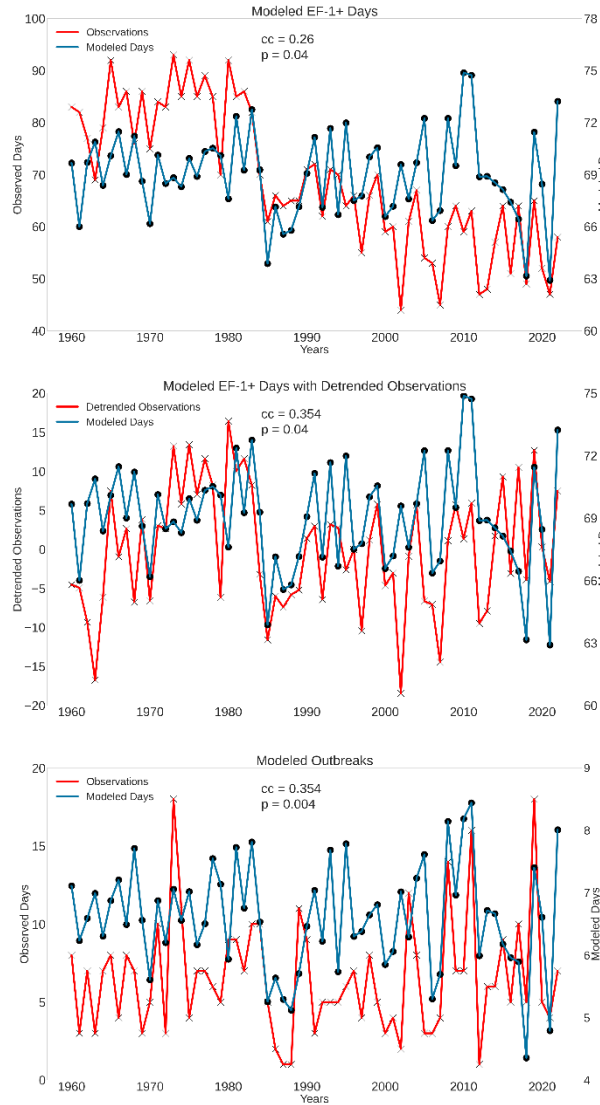 Modeled EF-1+ Days
100
90
80
70
60
50
40
78
75
72
69
66
63
60
Observed Days
Observations
Modeled Days
cc = 0.26
p = 0.04
1960 1970 1980 1990 2000 2010 2020
Years
Modeled EF-1+ Days with Detrended Observations
20
15
10
5
0
−5
−10
−15
−20
75
72
69
66
63
60
Detrended Observations
Detrended Observations
Modeled Days
cc = 0.354
p = 0.04
1960 1970 1980 1990 2000 2010 2020
Years
Modeled Outbreaks
20
15
10
5
0
9
8
7
6
5
4
Observed Days
Modeled Days
Observations
Modeled Days
cc = 0.354
p = 0.004
1960 1970 1980 1990 2000 2010 2020
Years